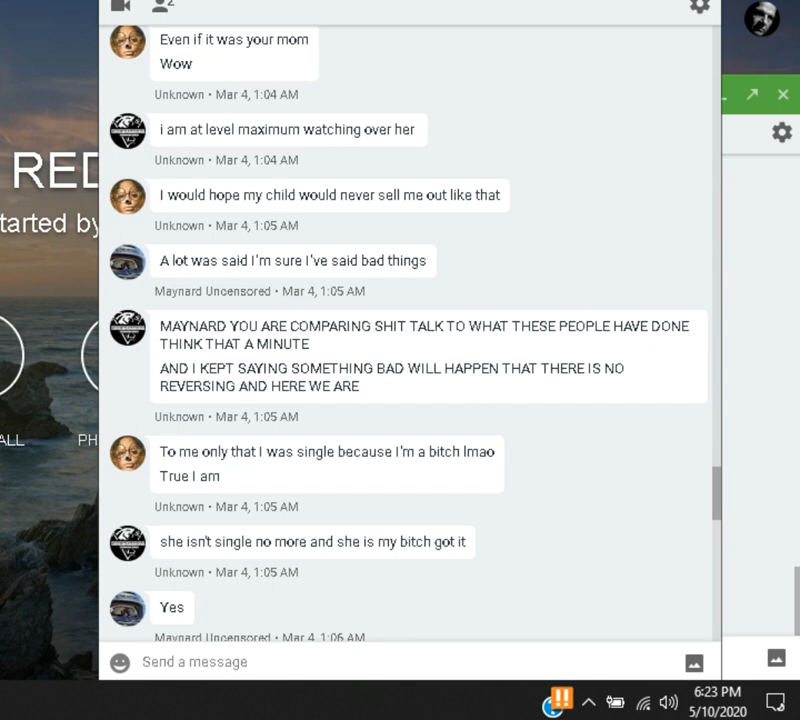 2
Even if it was your mom
Wow
Unknown • Mar 4, 1:04 AM
i am at level maximum watching over her
Unknown • Mar 4, 1:04 AM
I would hope my child would never sell me out like that
Unknown • Mar 4, 1:05 AM
A lot was said I'm sure I've said bad things
Maynard Uncensored • Mar 4, 1:05 AM
MAYNARD YOU ARE COMPARING SHIT TALK TO WHAT THESE PEOPLE HAVE DONE
THINK THAT A MINUTE
AND I KEPT SAYING SOMETHING BAD WILL HAPPEN THAT THERE IS NO
REVERSING AND HERE WE ARE
Unknown • Mar 4, 1:05 AM
To me only that I was single because I'm a bitch lmao
True I am
Unknown • Mar 4, 1:05 AM
she isn't single no more and she is my bitch got it
Unknown • Mar 4, 1:05 AM
Yes
Maynard Uncensored • Mar 4, 1:06 AM
Send a message
RED
tarted by
ALL
PH
6:23 PM
5/10/2020